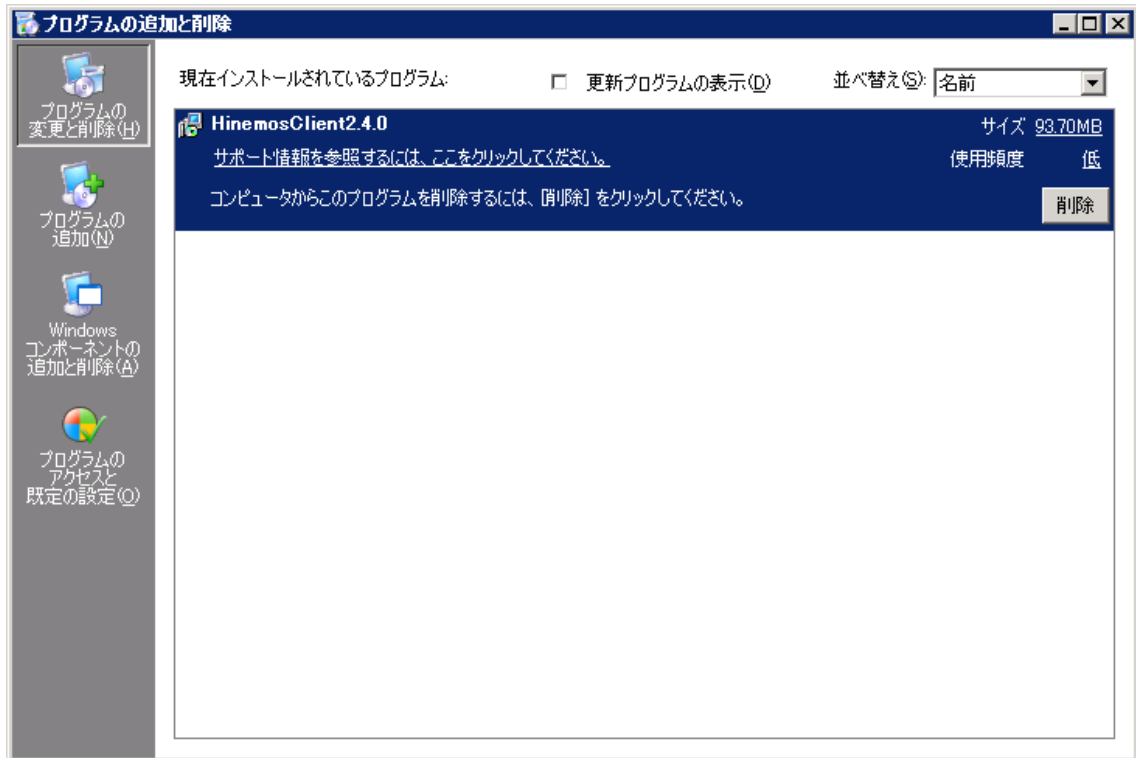 プログラムの追加と削除
プログラムの
変更と削除(H)
プログラムの
追加(N)
Windows
コンポーネントの
追加と削除(A)
プログラムの
アクセスと
既定の設定(O)
現在インストールされているプログラム:
更新プログラムの表示(D)
並べ替え(S):
名前
HinemosClient2.4.0
サイズ 93.70MB
サポート情報を参照するには、ここをクリックしてください。
使用頻度 低
コンピュータからこのプログラムを削除するには、[削除] をクリックしてください。
削除